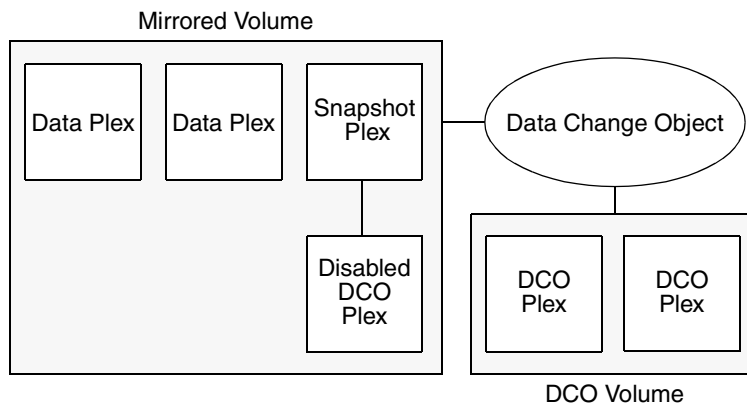 Mirrored Volume
Data Plex
Data Plex
Snapshot
Plex
Data Change Object
Disabled
DCO
Plex
DCO
Plex
DCO
Plex
DCO Volume